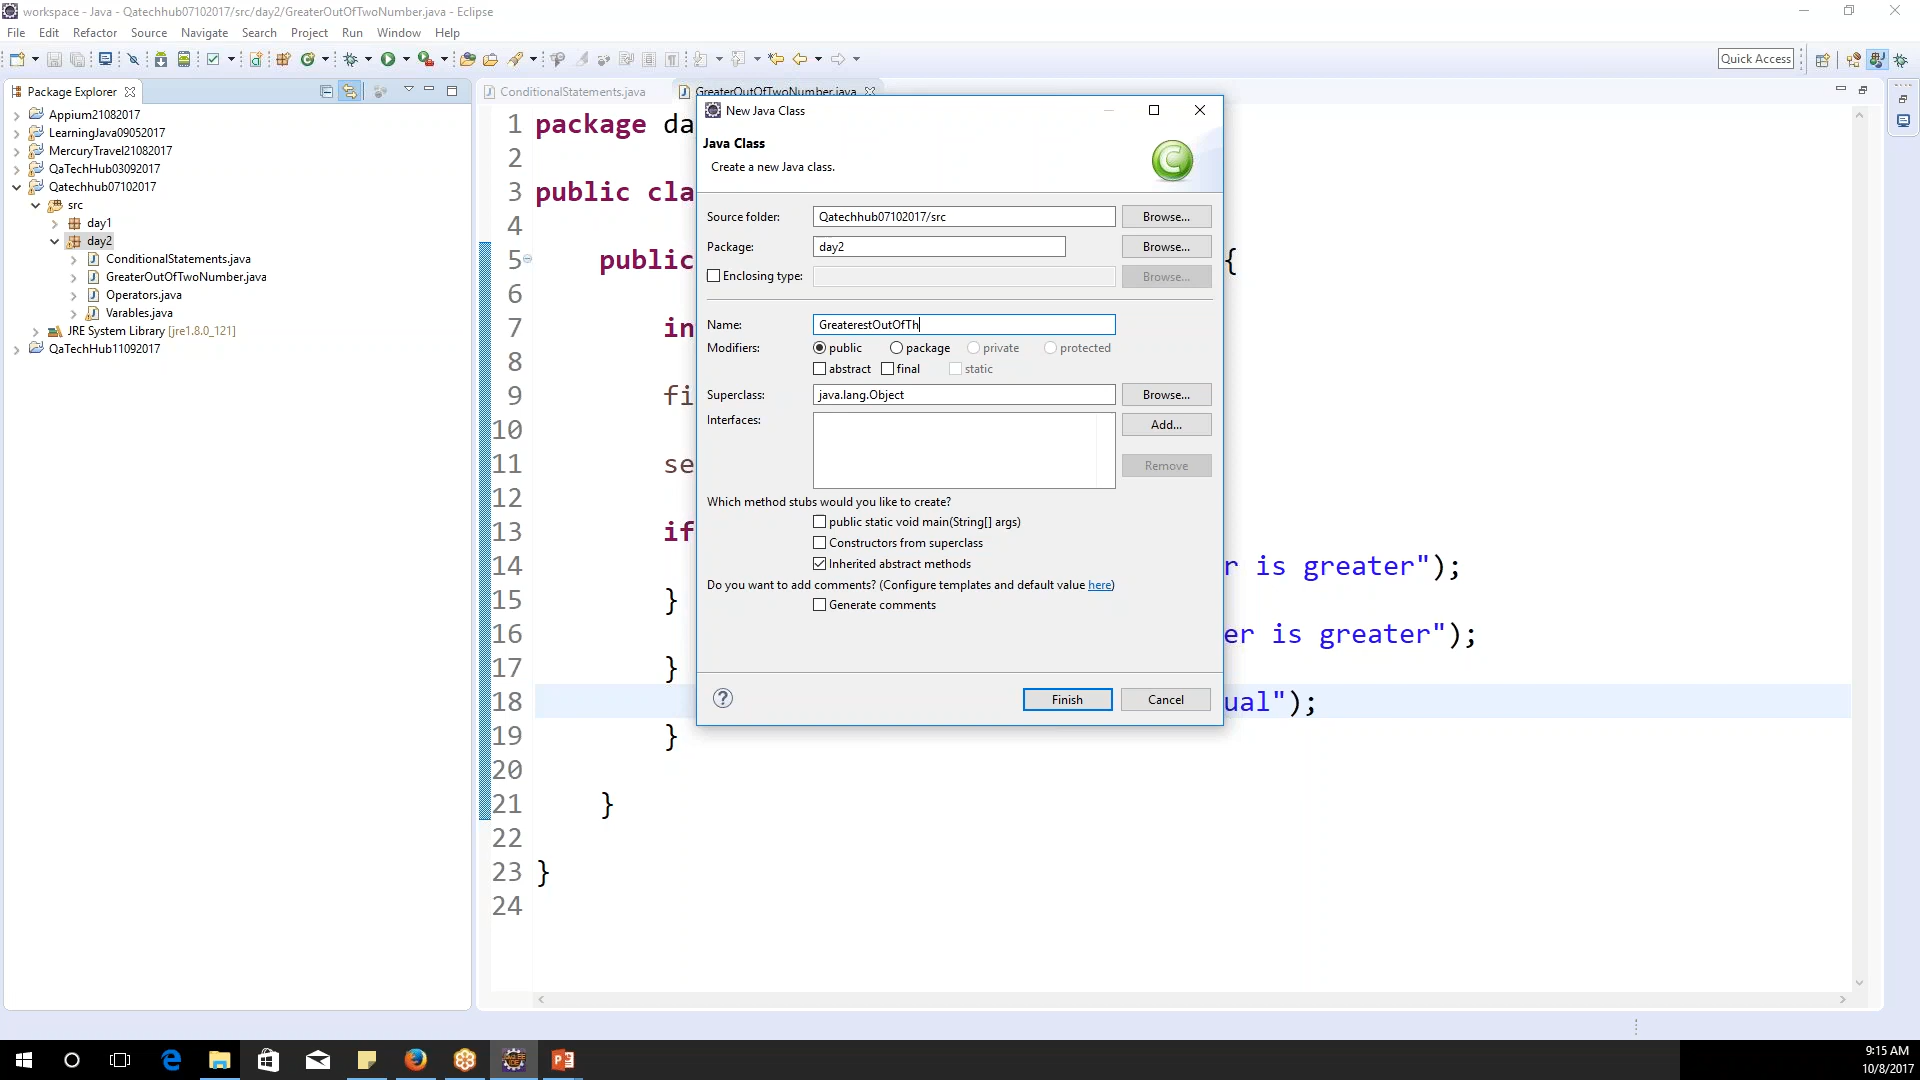 workspace - Java - Qatechhub07102017/src/day2/GreaterOutOfTwoNumber.java - Eclipse
File Edit Refactor Source Navigate Search Project Run Window Help
Quick Access
Package Explorer
ConditionalStatements.java
GreaterOutOfTwoNumber.java
Appium21082017
LearningJava09052017
MercuryTravel21082017
QaTechHub03092017
Qatechhub07102017
src
day1
day2
ConditionalStatements.java
GreaterOutOfTwoNumber.java
Operators.java
Varables.java
JRE System Library [jre1.8.0_121]
QaTechHub11092017
1 package da
2
3 public cla
4
5 public {
6
7 in
8
9 fi
10
11 se
12
13 if
14 r is greater");
15 }
16 er is greater");
17 }
18 ual");
19 }
20
21 }
22
23 }
24
New Java Class
Java Class
Create a new Java class.
Source folder: Qatechhub07102017/src Browse...
Package: day2 Browse...
Enclosing type: Browse...
Name: GreaterestOutOfTh
Modifiers: public package private protected
abstract final static
Superclass: java.lang.Object Browse...
Interfaces: Add...
Remove
Which method stubs would you like to create?
public static void main(String[] args)
Constructors from superclass
Inherited abstract methods
Do you want to add comments? (Configure templates and default value here)
Generate comments
Finish Cancel
9:15 AM
10/8/2017